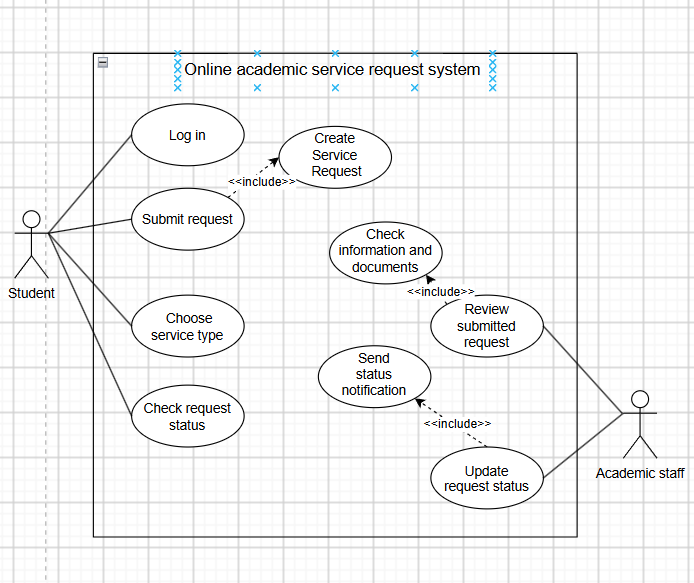 Online academic service request system
Log in
Create
Service
Request
<<include>>
Submit request
Check
information and
documents
<<include>>
Student
Choose
service type
Review
submitted
request
Send
status
notification
Check request
status
<<include>>
Academic staff
Update
request status